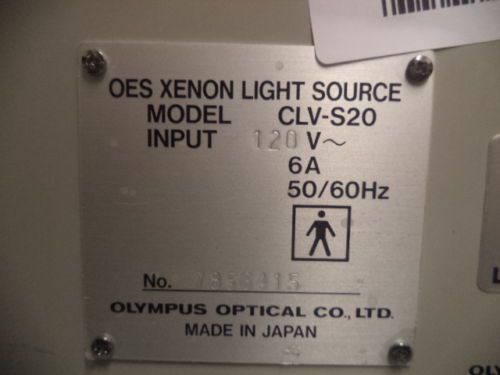 OES XENON LIGHT SOURCE
MODEL CLV-S20
INPUT 120 V~
6A
50/60Hz
No.
OLYMPUS OPTICAL CO., LTD.
MADE IN JAPAN